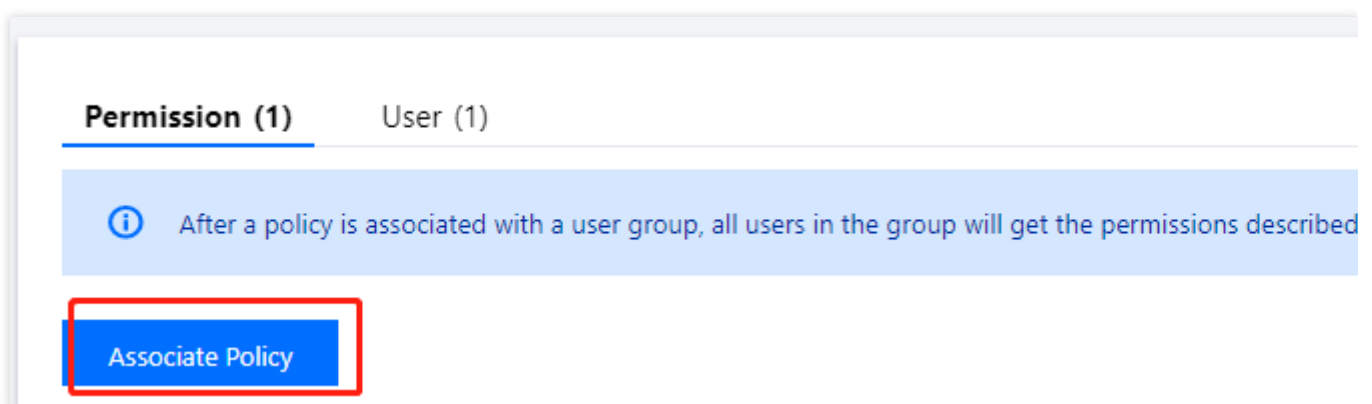 Permission (1) User (1)
After a policy is associated with a user group, all users in the group will get the permissions described
Associate Policy